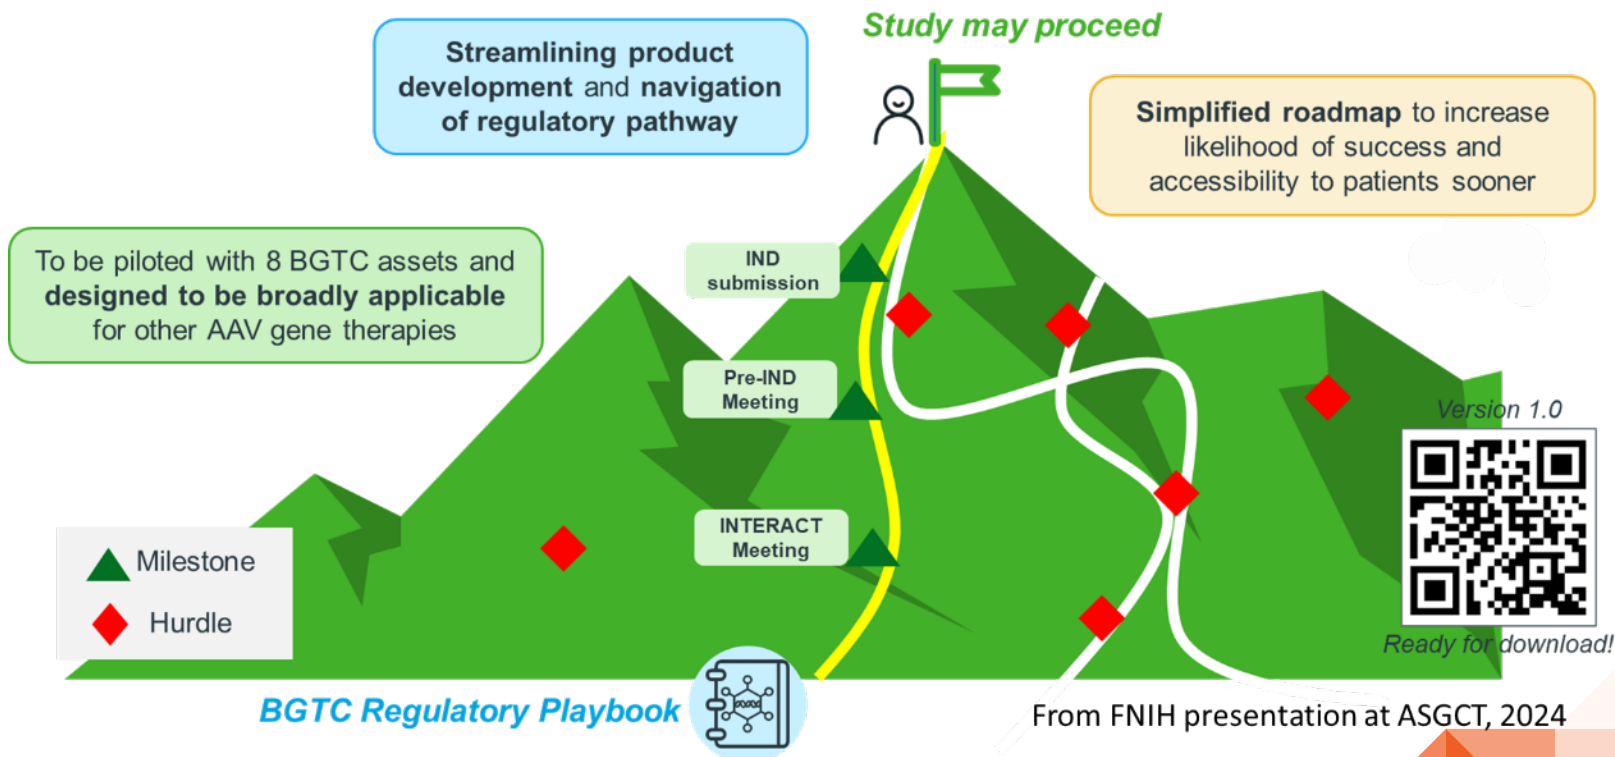 Study may proceed
Streamlining product
development and navigation
of regulatory pathway
Simplified roadmap to increase
likelihood of success and
accessibility to patients sooner
To be piloted with 8 BGTC assets and
designed to be broadly applicable
for other AAV gene therapies
IND
submission
Pre-IND
Meeting
INTERACT
Meeting
Version 1.0
Ready for download!
Milestone
Hurdle
BGTC Regulatory Playbook
From FNIH presentation at ASGCT, 2024